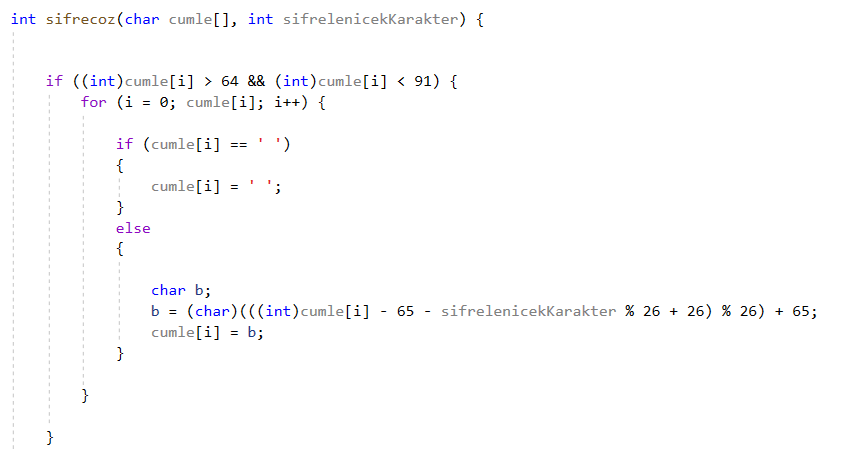 int sifrecoz(char cumle[], int sifrelenicekKarakter) {
if ((int)cumle[i] > 64 && (int)cumle[i] < 91) {
for (i = 0; cumle[i]; i++) {
if (cumle[i] == ' ')
{
cumle[i] = ' ';
}
else
{
char b;
b = (char)(((int)cumle[i] - 65 - sifrelenicekKarakter % 26 + 26) % 26) + 65;
cumle[i] = b;
}
}
}